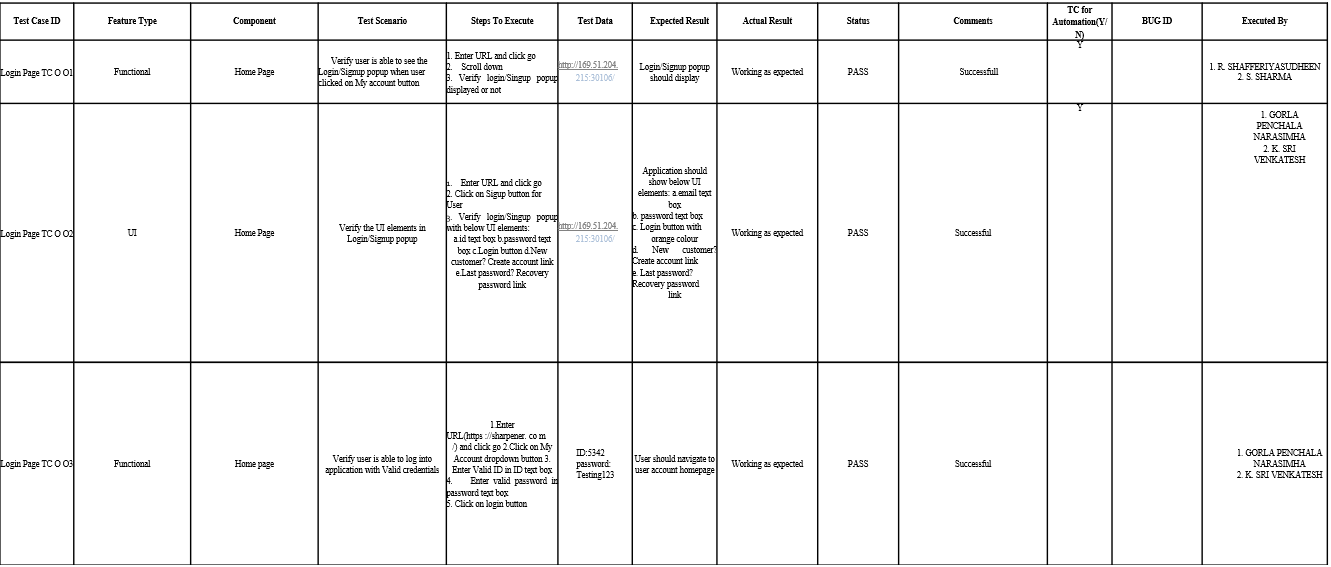 Test Case ID
Feature Type
Component
Test Scenario
Steps To Execute
Test Data
Expected Result
Actual Result
Status
Comments
TC for
Automation(Y/
N)
BUG ID
Executed By
Login Page TC O O1
Functional
Home Page
Verify user is able to see the
Login/Signup popup when user
clicked on My account button
1. Enter URL and click go
2. Scroll down
3. Verify login/Singup popup
displayed or not
http://169.51.204.
215:30106/
Login/Signup popup
should display
Working as expected
PASS
Successfull
Y
1. R. SHAFFERIYASUDHEEN
2. S. SHARMA
Login Page TC O O2
UI
Home Page
Verify the UI elements in
Login/Signup popup
1. Enter URL and click go
2. Click on Sigup button for
User
3. Verify login/Singup popup
with below UI elements:
a.id text box b.password text
box c.Login button d.New
customer? Create account link
e.Last password? Recovery
password link
http://169.51.204.
215:30106/
Application should
show below UI
elements: a email text
box
b. password text box
c. Login button with
orange colour
d. New customer?
Create account link
e. Last password?
Recovery password
link
Working as expected
PASS
Successful
Y
1. GORLA
PENCHALA
NARASIMHA
2. K. SRI
VENKATESH
Login Page TC O O3
Functional
Home page
Verify user is able to log into
application with Valid credentials
1.Enter
URL(https ://sharpener. co m
/) and click go 2.Click on My
Account dropdown button 3.
Enter Valid ID in ID text box
4. Enter valid password in
password text box
5. Click on login button
ID:5342
password:
Testing123
User should navigate to
user account homepage
Working as expected
PASS
Successful
1. GORLA PENCHALA
NARASIMHA
2. K. SRI VENKATESH